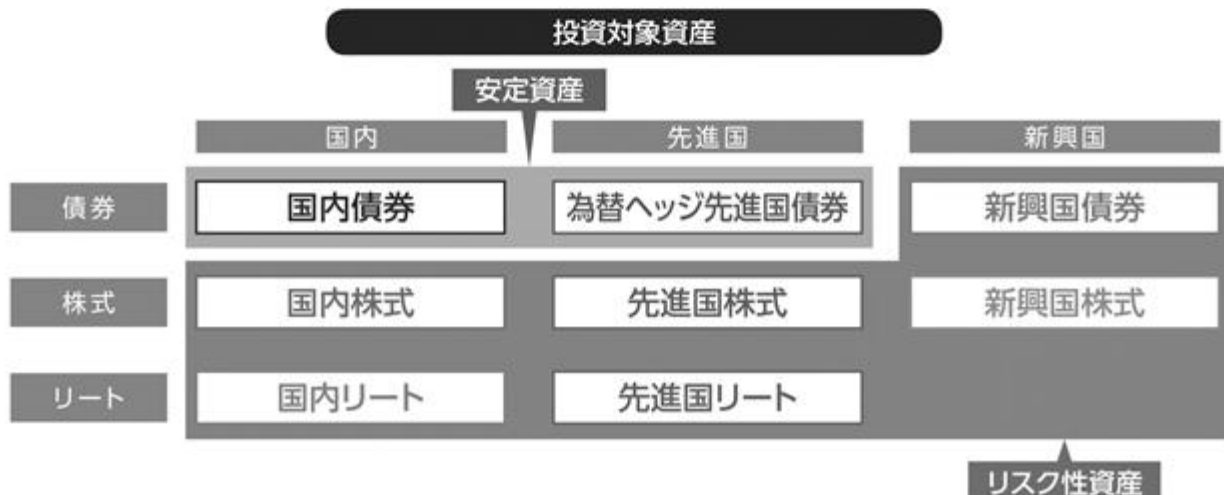 投資対象資産
安定資産
国内 先進国 新興国
債券 国内債券 為替ヘッジ先進国債券 新興国債券
株式 国内株式 先進国株式 新興国株式
リート 国内リート 先進国リート
リスク性資産